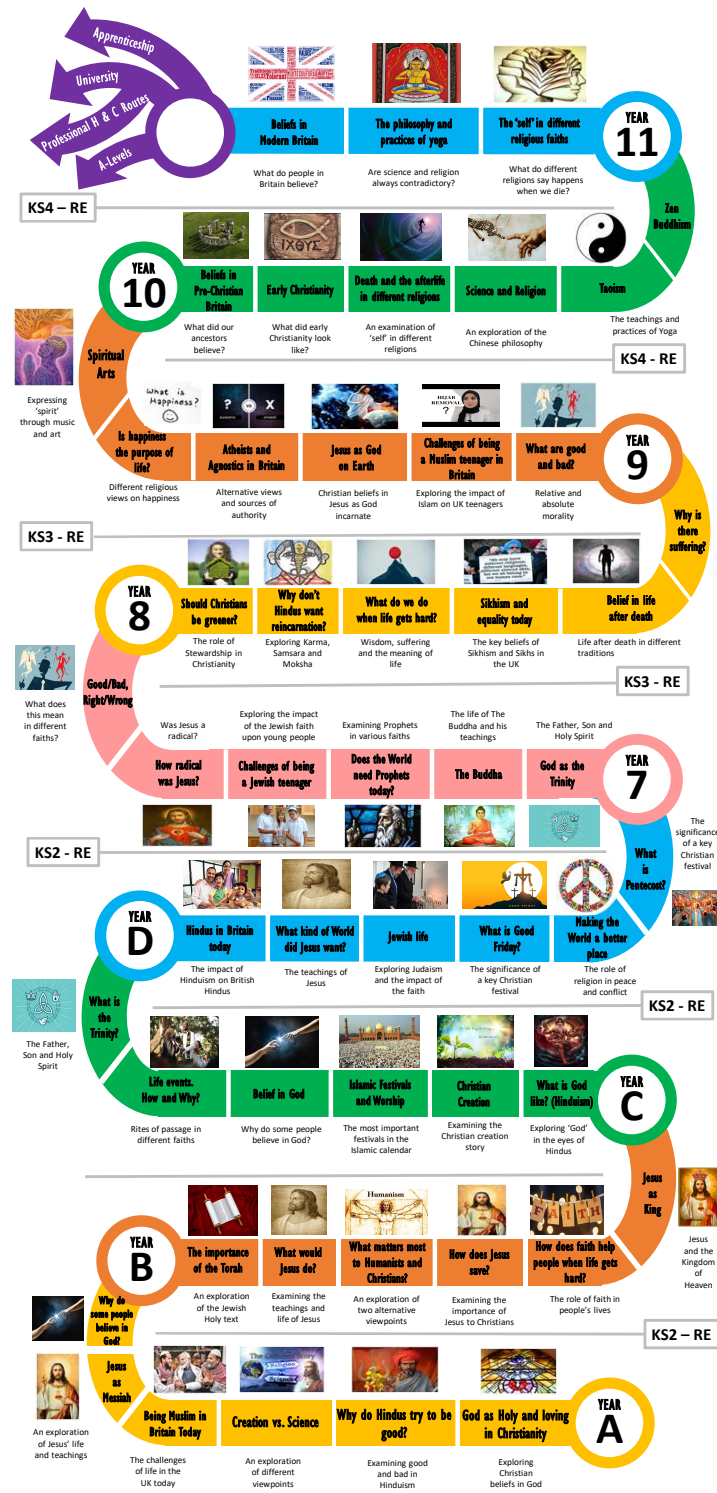 Apprenticeship
University
Professional H & C Routes
A-Levels
Beliefs in
Modern Britain
The philosophy and
practices of yoga
The ‘self’ in different
religious faiths
YEAR
11
What do people in
Britain believe?
Are science and religion
always contradictory?
What do different
religions say happens
when we die?
KS4 – RE
Zen
Buddhism
ΙΧΘΥΣ
YEAR
10
Beliefs in
Pre-Christian
Britain
Early Christianity
Death and the afterlife
in different religions
Science and Religion
Taoism
What did our
ancestors
believe?
What did early
Christianity look
like?
An examination of
‘self’ in different
religions
An exploration of the
Chinese philosophy
The teachings and
practices of Yoga
KS4 - RE
Spiritual
Arts
Expressing
‘spirit’
through music
and art
What is
Happiness?
? VS X
HIJAB
REMOVAL
?
Is happiness
the purpose of
life?
Atheists and
Agnostics in Britain
Jesus as God
on Earth
Challenges of being
a Muslim teenager in
Britain
What are good
and bad?
YEAR
9
Different religious
views on happiness
Alternative views
and sources of
authority
Christian beliefs in
Jesus as God
incarnate
Exploring the impact of
Islam on UK teenagers
Relative and
absolute
morality
KS3 - RE
Why is
there
suffering?
YEAR
8
Should Christians
be greener?
Why don’t
Hindus want
reincarnation?
What do we do
when life gets hard?
Sikhism and
equality today
Belief in life
after death
The role of
Stewardship in
Christianity
Exploring Karma,
Samsara and
Moksha
Wisdom, suffering
and the meaning of
life
The key beliefs of
Sikhism and Sikhs in
the UK
Life after death in different
traditions
KS3 - RE
Good/Bad,
Right/Wrong
What does
this mean
in different
faiths?
Was Jesus a
radical?
Exploring the impact
of the Jewish faith
upon young people
Examining Prophets
in various faiths
The life of The
Buddha and his
teachings
The Father, Son and
Holy Spirit
How radical
was Jesus?
Challenges of being
a Jewish teenager
Does the World
need Prophets
today?
The Buddha
God as the
Trinity
YEAR
7
The
significance
of a key
Christian
festival
KS2 - RE
What
is
Pentecost?
YEAR
D
Hindus in Britain
today
What kind of World
did Jesus want?
Jewish life
What is Good
Friday?
Making the
World a better
place
The impact of
Hinduism on British
Hindus
The teachings of
Jesus
Exploring Judaism
and the impact of
the faith
The significance of
a key Christian
festival
The role of
religion in peace
and conflict
KS2 - RE
What is
the
Trinity?
The Father,
Son and Holy
Spirit
Life events.
How and Why?
Belief in God
Islamic Festivals
and Worship
Christian
Creation
What is God
like? (Hinduism)
YEAR
C
Rites of passage in
different faiths
Why do some people
believe in God?
The most important
festivals in the
Islamic calendar
Examining the
Christian creation
story
Exploring ‘God’
in the eyes of
Hindus
Jesus
as
King
Jesus
and the
Kingdom
of
Heaven
Humanism
FAITH
YEAR
B
The importance
of the Torah
What would
Jesus do?
What matters most
to Humanists and
Christians?
How does Jesus
save?
How does faith help
people when life gets
hard?
An exploration
of the Jewish
Holy text
Examining the
teachings and
life of Jesus
An exploration of
two alternative
viewpoints
Examining the
importance of
Jesus to Christians
The role of faith in
people’s lives
KS2 – RE
Why do
some people
believe in
God?
Jesus
as
Messiah
An exploration
of Jesus’ life
and teachings
Being Muslim in
Britain Today
Creation vs. Science
Why do Hindus try to be
good?
God as Holy and loving
in Christianity
YEAR
A
The challenges
of life in the
UK today
An exploration
of different
viewpoints
Examining good
and bad in
Hinduism
Exploring
Christian
beliefs in God